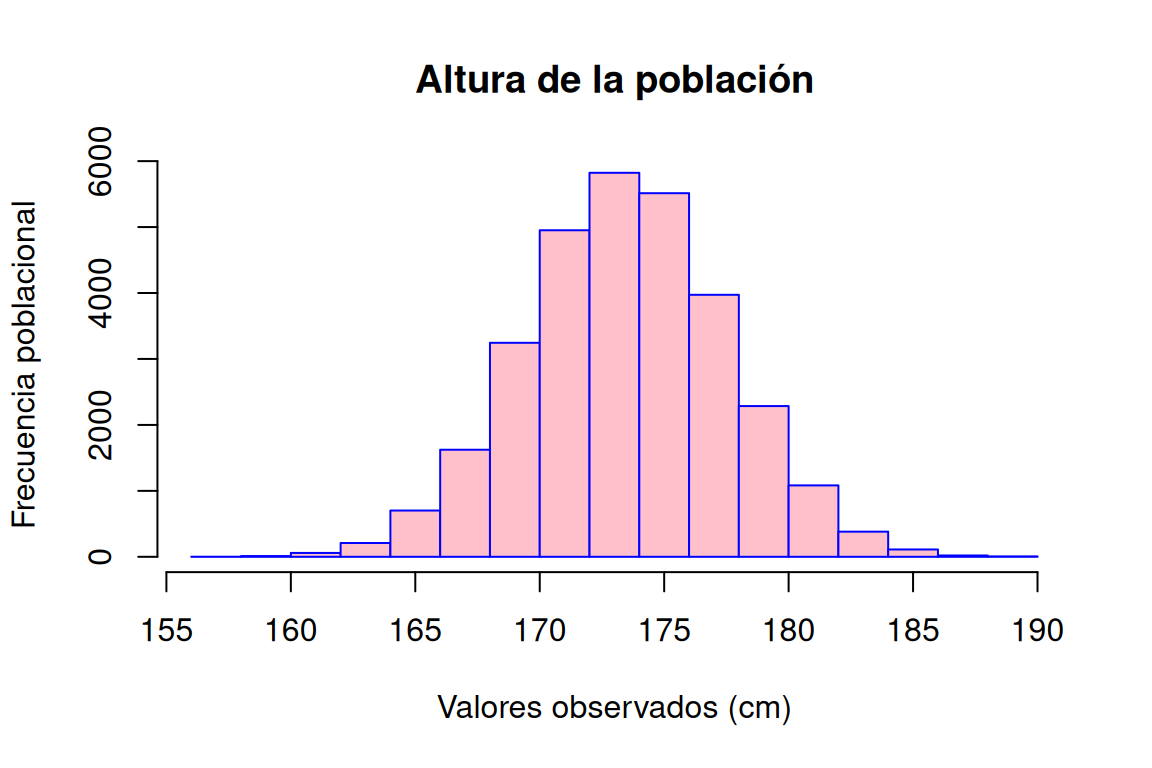 Altura de la población
Frecuencia poblacional
6000
4000
2000
0
155 160 165 170 175 180 185 190
Valores observados (cm)